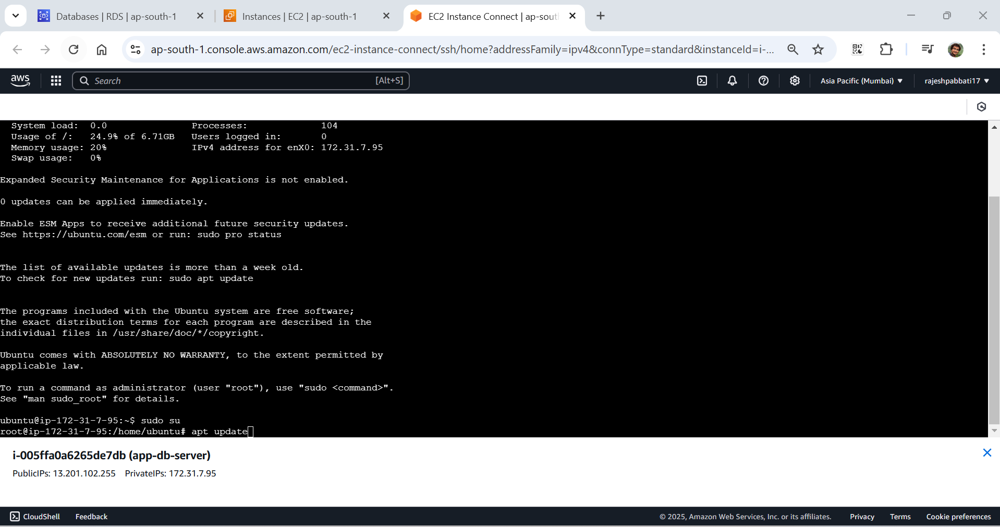 Databases | RDS | ap-south-1
Instances | EC2 | ap-south-1
EC2 Instance Connect | ap-sout
ap-south-1.console.aws.amazon.com/ec2-instance-connect/ssh/home?addressFamily=ipv4&connType=standard&instanceId=i-...
aws
Search
[Alt+S]
Asia Pacific (Mumbai)
rajeshpabbati17
System load: 0.0 Processes: 104
Usage of /: 24.9% of 6.71GB Users logged in: 0
Memory usage: 20% IPv4 address for enX0: 172.31.7.95
Swap usage: 0%
Expanded Security Maintenance for Applications is not enabled.
0 updates can be applied immediately.
Enable ESM Apps to receive additional future security updates.
See https://ubuntu.com/esm or run: sudo pro status
The list of available updates is more than a week old.
To check for new updates run: sudo apt update
The programs included with the Ubuntu system are free software;
the exact distribution terms for each program are described in the
individual files in /usr/share/doc/*/copyright.
Ubuntu comes with ABSOLUTELY NO WARRANTY, to the extent permitted by
applicable law.
To run a command as administrator (user "root"), use "sudo <command>".
See "man sudo_root" for details.
ubuntu@ip-172-31-7-95:~$ sudo su
root@ip-172-31-7-95:/home/ubuntu# apt update
i-005ffa0a6265de7db (app-db-server)
PublicIPs: 13.201.102.255 PrivateIPs: 172.31.7.95
CloudShell
Feedback
© 2025, Amazon Web Services, Inc. or its affiliates.
Privacy
Terms
Cookie preferences